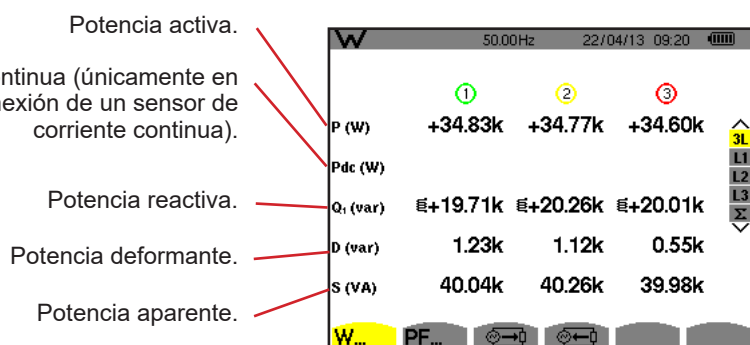 Potencia activa.
ntinua (únicamente en
nexión de un sensor de
corriente continua).
Potencia reactiva.
Potencia deformante.
Potencia aparente.
W 50.00Hz 22/04/13 09:20
1 2 3
P (W) +34.83k +34.77k +34.60k
Pdc (W)
Q₁ (var) +19.71k +20.26k +20.01k
D (var) 1.23k 1.12k 0.55k
S (VA) 40.04k 40.26k 39.98k
3L
L1
L2
L3
Σ
W... PF...